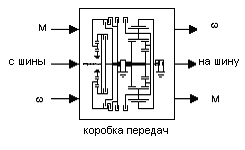 М ω
с шины на шину
ω М
коробка передач